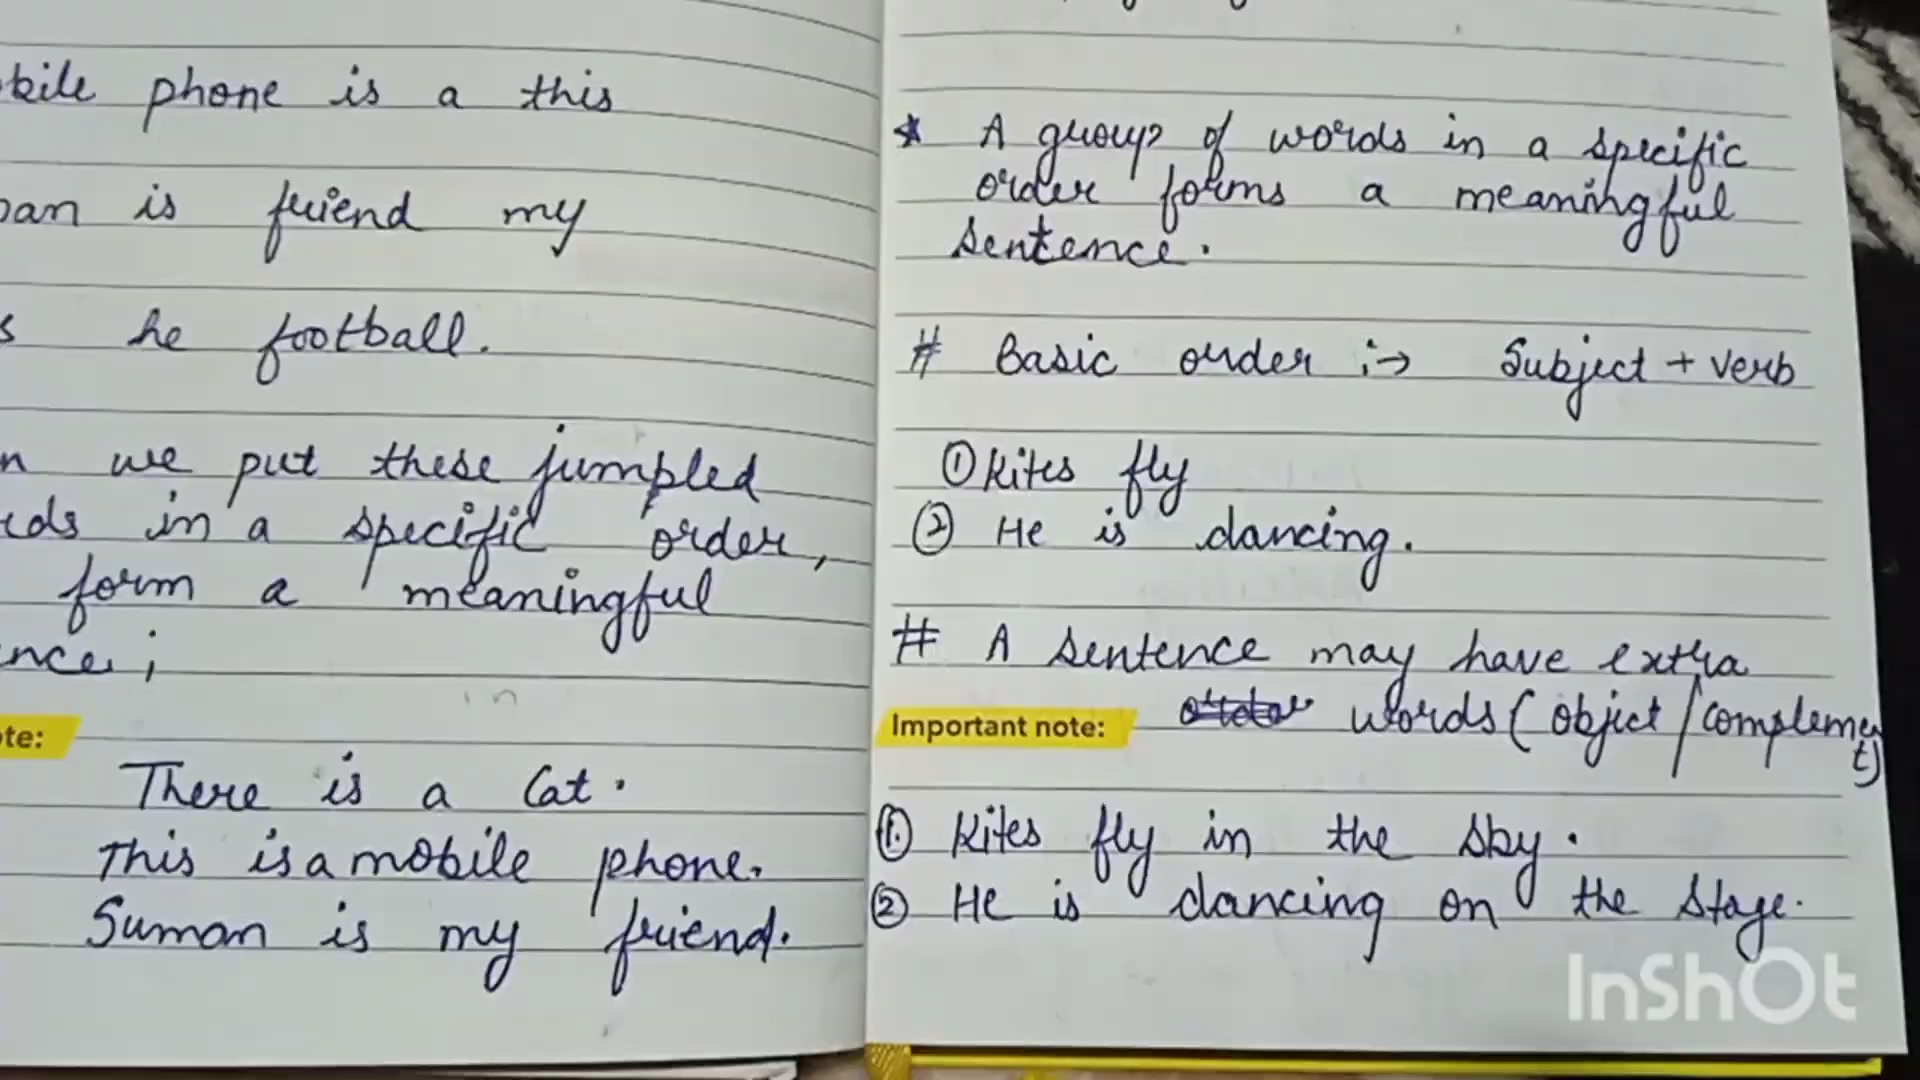 phone is a this
is friend my
he football.
we put these jumpled
in a specific order,
form a meaningful
;
There is a Cat.
This is a mobile phone.
Suman is my friend.
* A group of words in a specific
order forms a meaningful
sentence.
# Basic order :→ Subject + verb
① Kites fly
② He is dancing.
# A sentence may have extra
Important note: words (object / complement)
①. Kites fly in the sky.
② He is dancing on the stage.
InShOt